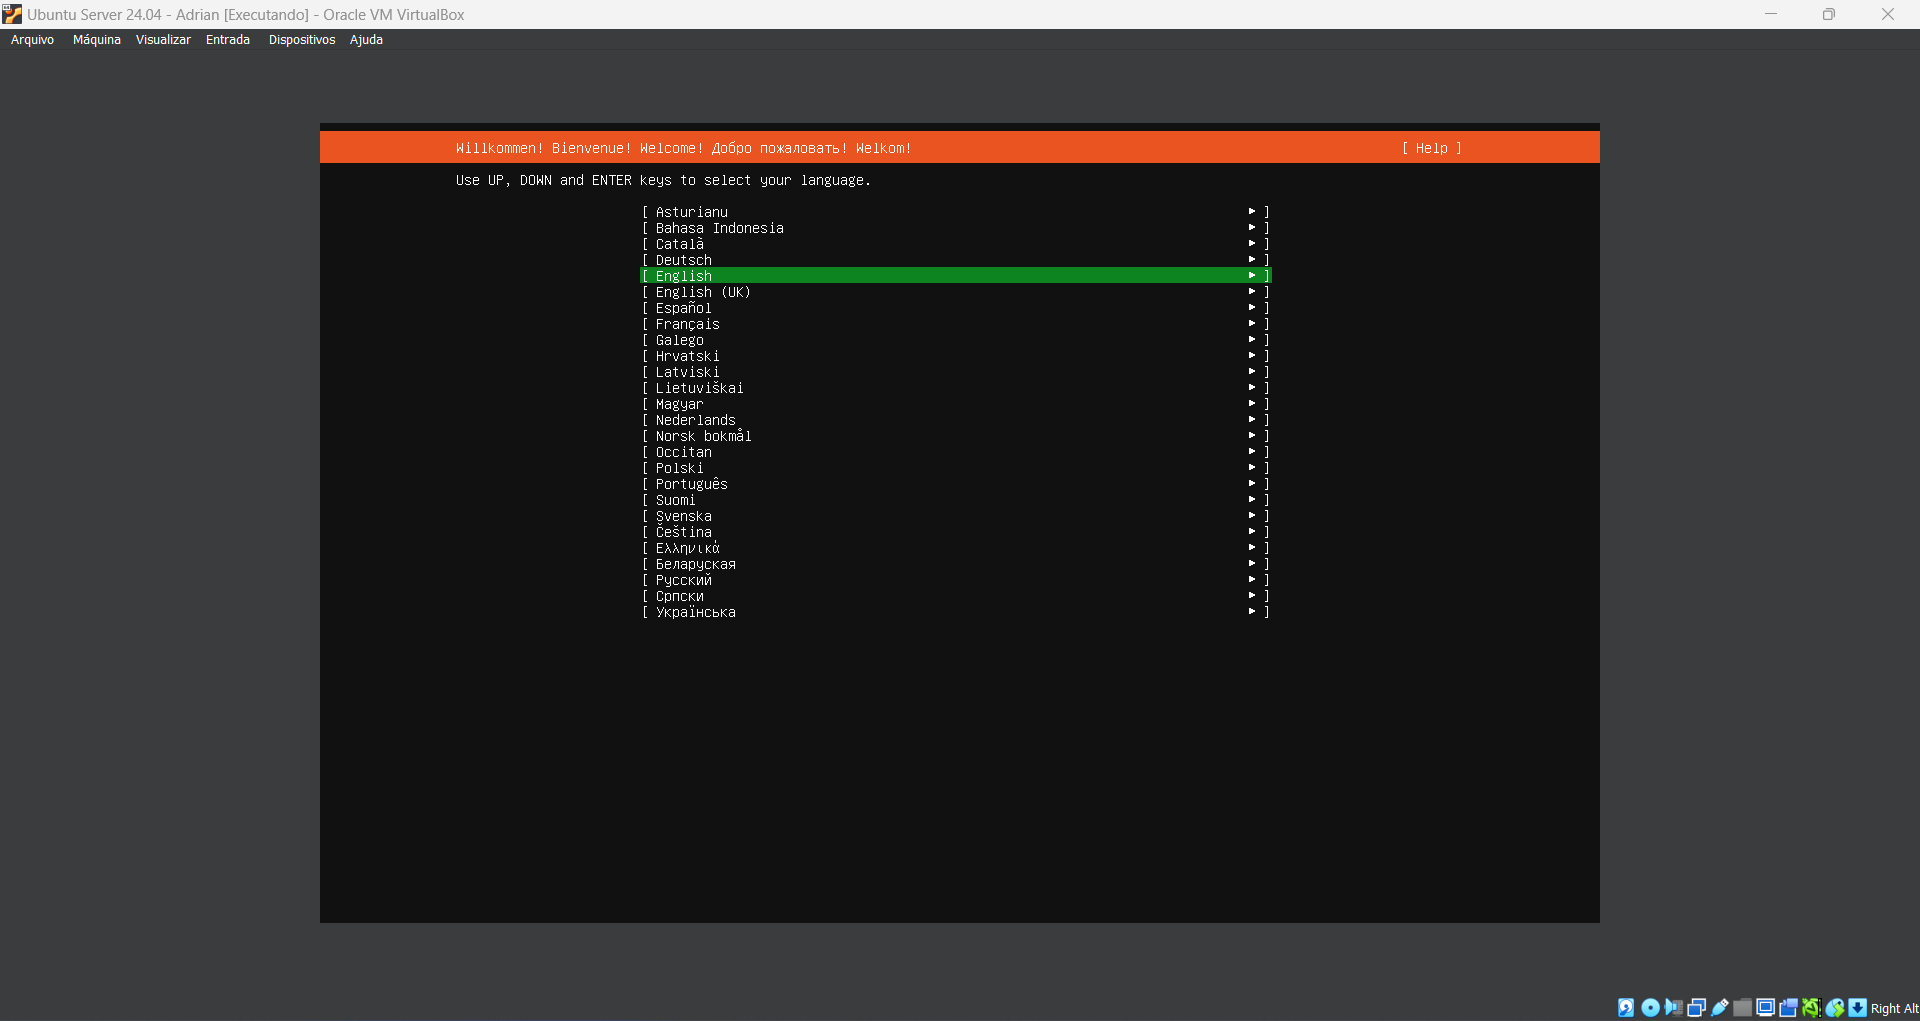 Ubuntu Server 24.04 - Adrian [Executando] - Oracle VM VirtualBox
Arquivo Máquina Visualizar Entrada Dispositivos Ajuda
Willkommen! Bienvenue! Welcome! Добро пожаловать! Welkom! [ Help ]
Use UP, DOWN and ENTER keys to select your language.
[ Asturianu ► ]
[ Bahasa Indonesia ► ]
[ Català ► ]
[ Deutsch ► ]
[ English ► ]
[ English (UK) ► ]
[ Español ► ]
[ Français ► ]
[ Galego ► ]
[ Hrvatski ► ]
[ Latviski ► ]
[ Lietuviškai ► ]
[ Magyar ► ]
[ Nederlands ► ]
[ Norsk bokmål ► ]
[ Occitan ► ]
[ Polski ► ]
[ Português ► ]
[ Suomi ► ]
[ Svenska ► ]
[ Čeština ► ]
[ Ελληνικά ► ]
[ Беларуская ► ]
[ Русский ► ]
[ Српски ► ]
[ Українська ► ]
Right Alt